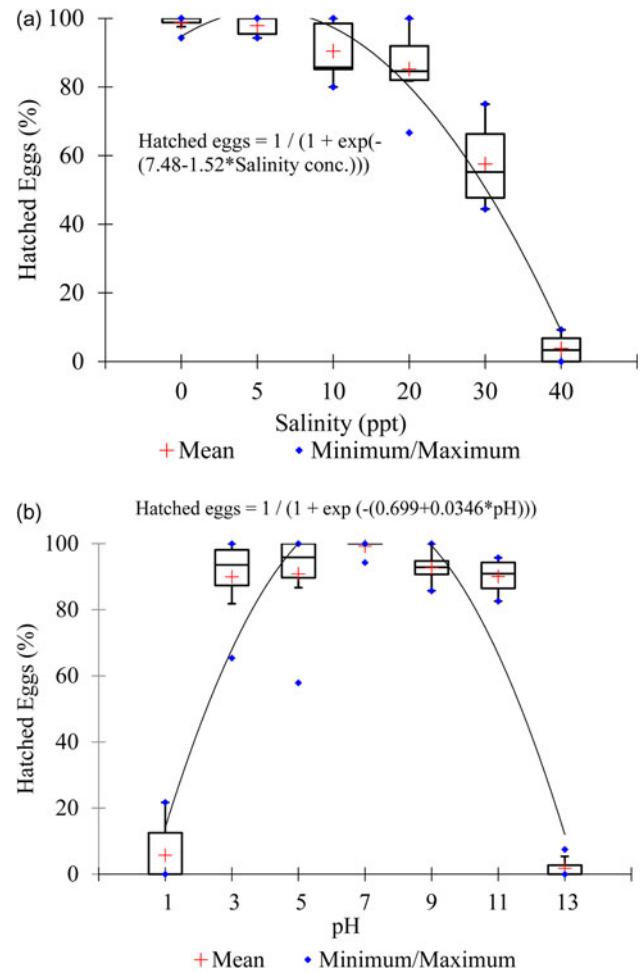 (a)
100
80
60
40
20
0
Hatched Eggs (%)
Hatched eggs = 1 / (1 + exp(-
(7.48-1.52*Salinity conc.)))
0 5 10 20 30 40
Salinity (ppt)
Mean Minimum/Maximum
(b)
Hatched eggs = 1 / (1 + exp (-(0.699+0.0346*pH)))
100
80
60
40
20
0
Hatched Eggs (%)
1 3 5 7 9 11 13
pH
Mean Minimum/Maximum